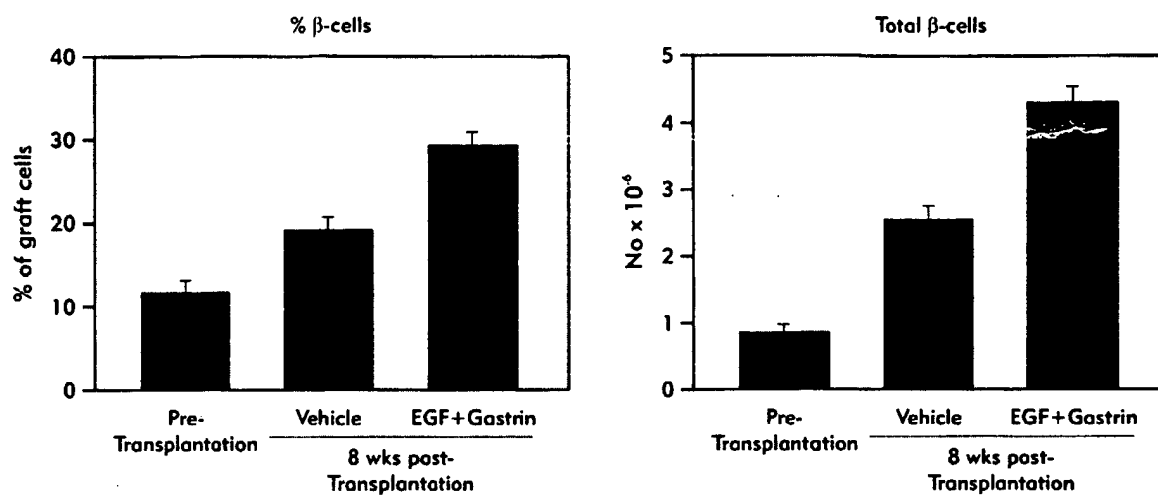 % β-cells
% of graft cells
40
30
20
10
0
Pre-
Transplantation
Vehicle
EGF+Gastrin
8 wks post-
Transplantation
Total β-cells
No x 10⁻⁶
5
4
3
2
1
0
Pre-
Transplantation
Vehicle
EGF+Gastrin
8 wks post-
Transplantation